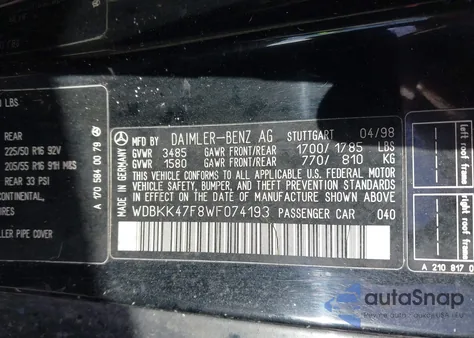 LBS
REAR
225/50 R16 92V
205/55 R16 91H M&S
REAR 33 PSI
CONTINENTAL,
LLER PIPE COVER
A 170 584 00 79
MADE IN GERMANY
MFD BY DAIMLER-BENZ AG STUTTGART 04/98
GVWR 3485 GAWR FRONT/REAR 1700/1785 LBS
GVWR 1580 GAWR FRONT/REAR 770/ 810 KG
THIS CAR CONFORMS TO ALL APPLICABLE U.S. FEDERAL MOTOR
VEHICLE SAFETY, BUMPER, AND THEFT PREVENTION STANDARDS
IN EFFECT ON THE DATE OF MANUFACTURE SHOWN ABOVE.
WDBKK47F8WF074193 PASSENGER CAR 040
left roof frame
right roof frame
A 210 817 0
autoSnap